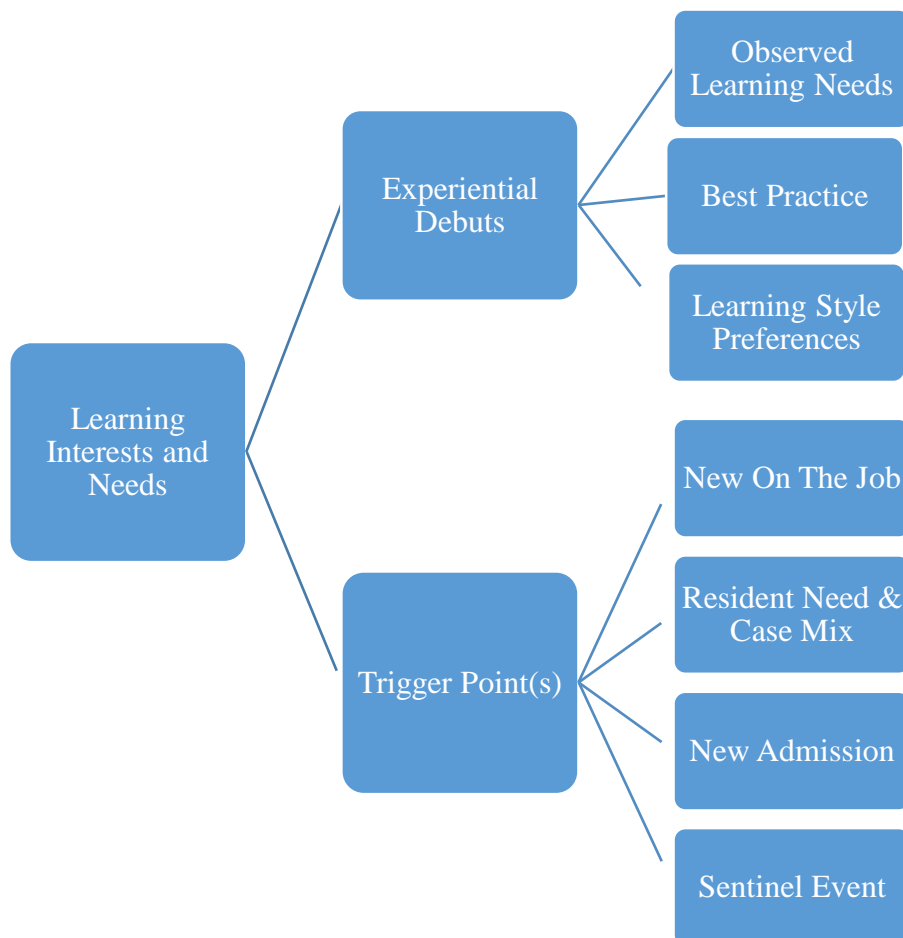 Learning
Interests and
Needs
Experiential
Debuts
Observed
Learning Needs
Best Practice
Learning Style
Preferences
Trigger Point(s)
New On The Job
Resident Need &
Case Mix
New Admission
Sentinel Event